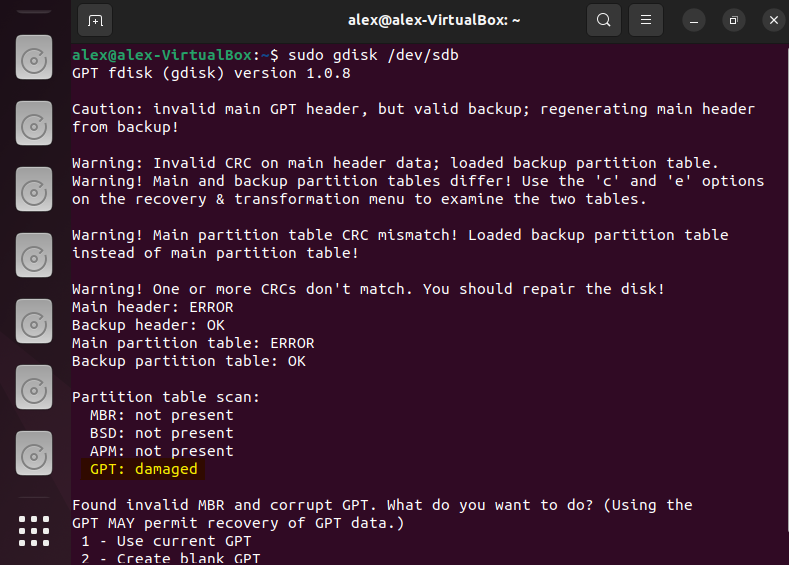 alex@alex-VirtualBox: ~
alex@alex-VirtualBox:~$ sudo gdisk /dev/sdb
GPT fdisk (gdisk) version 1.0.8
Caution: invalid main GPT header, but valid backup; regenerating main header
from backup!
Warning: Invalid CRC on main header data; loaded backup partition table.
Warning! Main and backup partition tables differ! Use the 'c' and 'e' options
on the recovery & transformation menu to examine the two tables.
Warning! Main partition table CRC mismatch! Loaded backup partition table
instead of main partition table!
Warning! One or more CRCs don't match. You should repair the disk!
Main header: ERROR
Backup header: OK
Main partition table: ERROR
Backup partition table: OK
Partition table scan:
MBR: not present
BSD: not present
APM: not present
GPT: damaged
Found invalid MBR and corrupt GPT. What do you want to do? (Using the
GPT MAY permit recovery of GPT data.)
1 - Use current GPT
2 - Create blank GPT